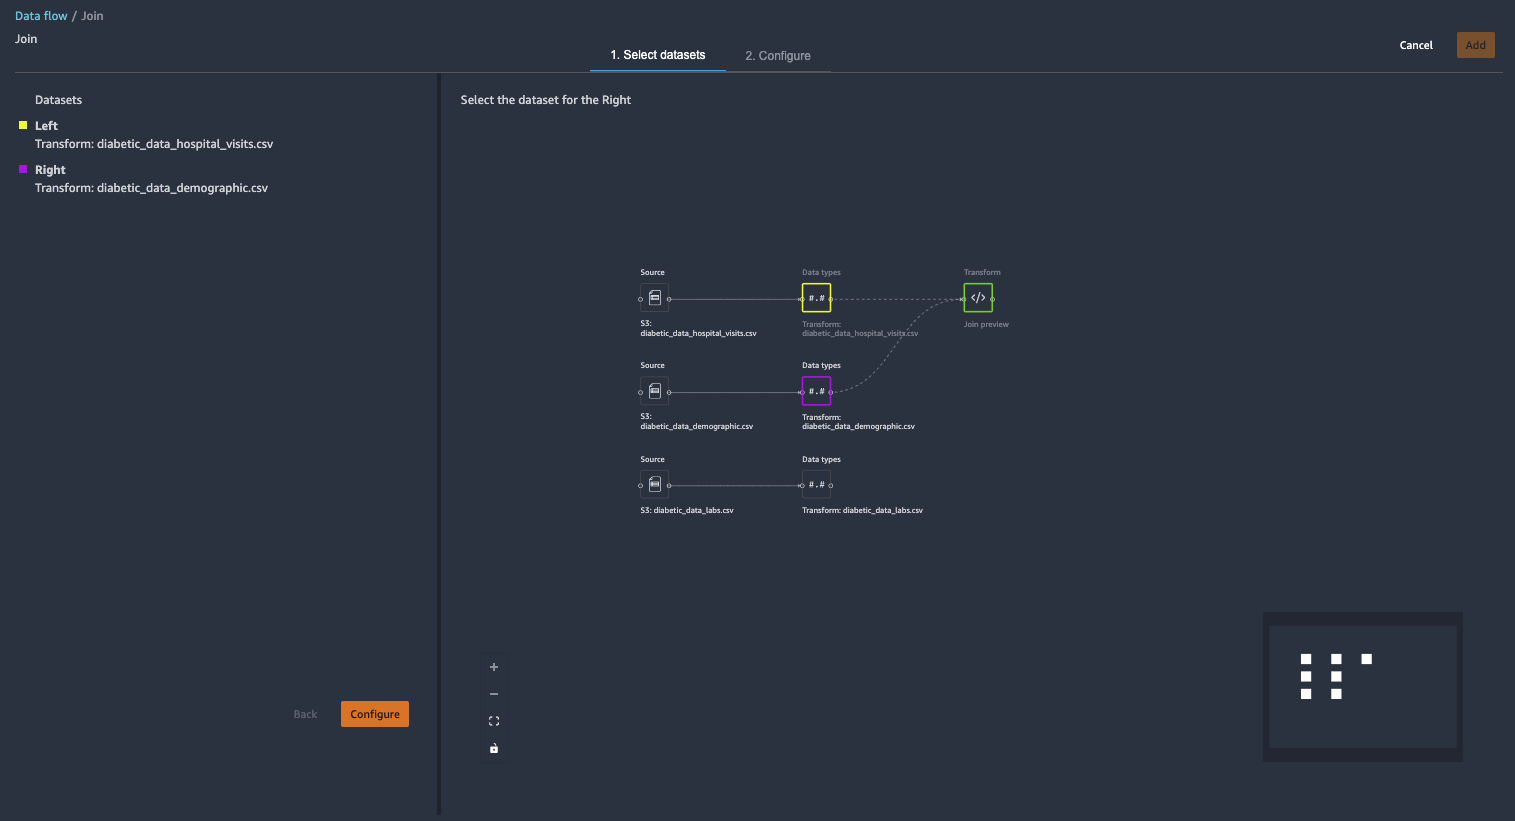 Data flow / Join
Join
1. Select datasets
2. Configure
Cancel
Add
Datasets
Left
Transform: diabetic_data_hospital_visits.csv
Right
Transform: diabetic_data_demographic.csv
Back
Configure
Select the dataset for the Right
Source
Data types
Transform
#.#
</>
S3:
diabetic_data_hospital_visits.csv
Transform:
diabetic_data_hospital_visits.csv
Join preview
Source
Data types
#.#
S3:
diabetic_data_demographic.csv
Transform:
diabetic_data_demographic.csv
Source
Data types
#.#
S3: diabetic_data_labs.csv
Transform: diabetic_data_labs.csv